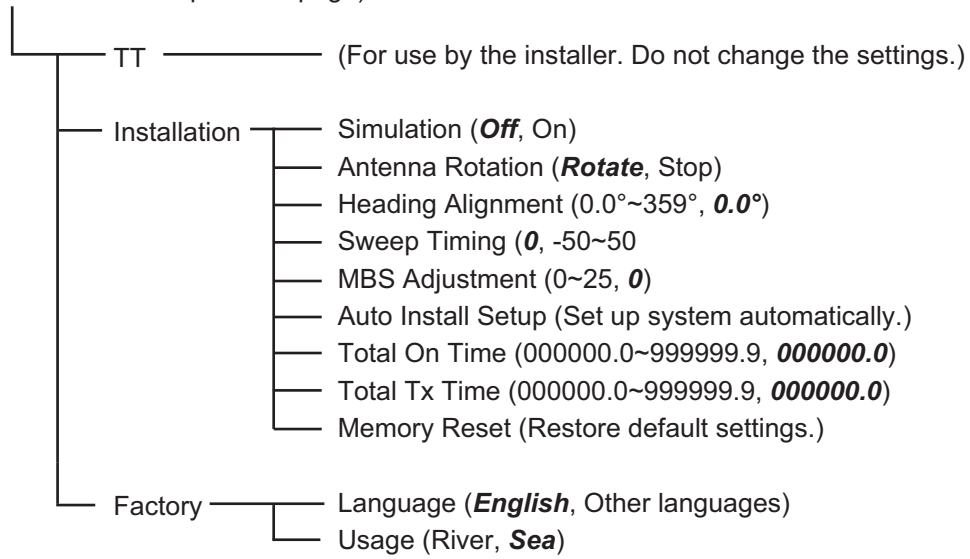 TT (For use by the installer. Do not change the settings.)
Installation Simulation (Off, On)
Antenna Rotation (Rotate, Stop)
Heading Alignment (0.0°~359°, 0.0°)
Sweep Timing (0, -50~50
MBS Adjustment (0~25, 0)
Auto Install Setup (Set up system automatically.)
Total On Time (000000.0~999999.9, 000000.0)
Total Tx Time (000000.0~999999.9, 000000.0)
Memory Reset (Restore default settings.)
Factory Language (English, Other languages)
Usage (River, Sea)